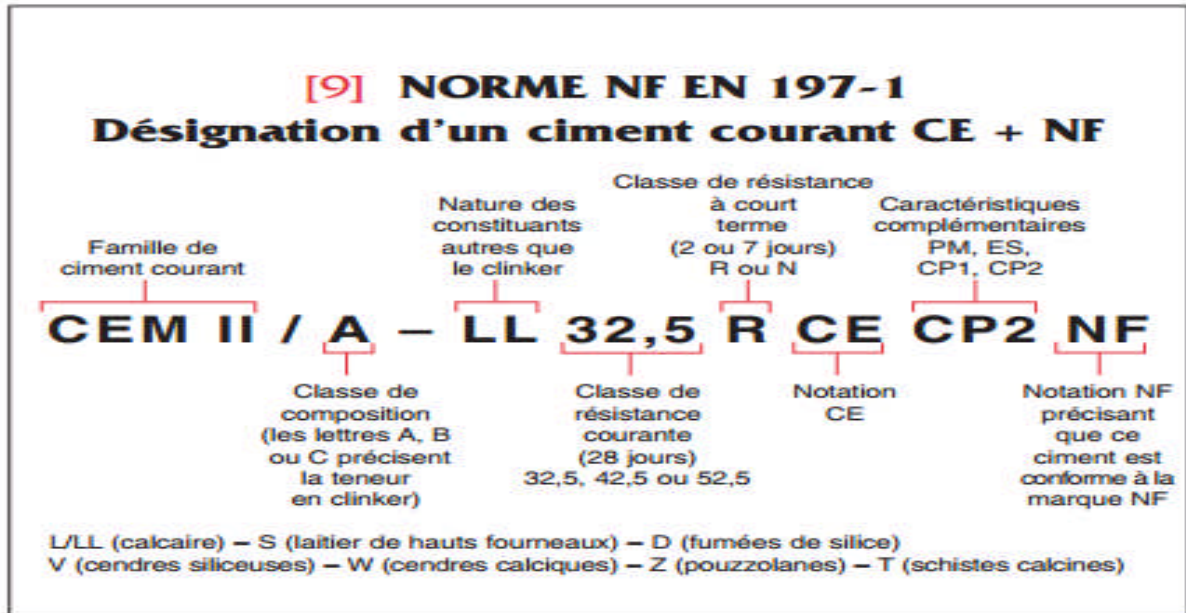 [9] NORME NF EN 197-1
Désignation d'un ciment courant CE + NF
Famille de
ciment courant
Nature des
constituants
autres que
le clinker
Classe de résistance
à court
terme
(2 ou 7 jours)
R ou N
Caractéristiques
complémentaires
PM, ES,
CP1, CP2
CEM II / A – LL 32,5 R CE CP2 NF
Classe de
composition
(les lettres A, B
ou C précisent
la teneur
en clinker)
Classe de
résistance
courante
(28 jours)
32,5, 42,5 ou 52,5
Notation
CE
Notation NF
précisant
que ce
ciment est
conforme à la
marque NF
L/LL (calcaire) – S (laitier de hauts fourneaux) – D (fumées de silice)
V (cendres siliceuses) – W (cendres calciques) – Z (pouzzolanes) – T (schistes calcines)